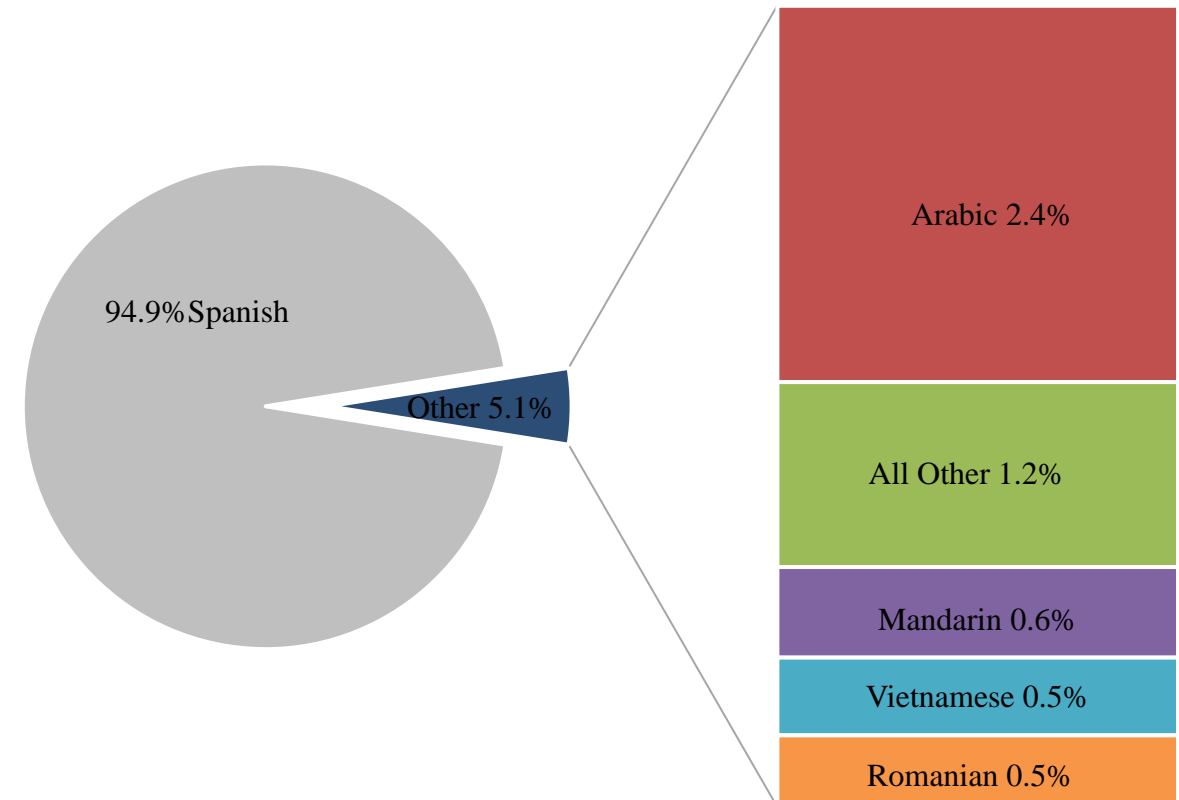 94.9%Spanish
Other 5.1%
Arabic 2.4%
All Other 1.2%
Mandarin 0.6%
Vietnamese 0.5%
Romanian 0.5%